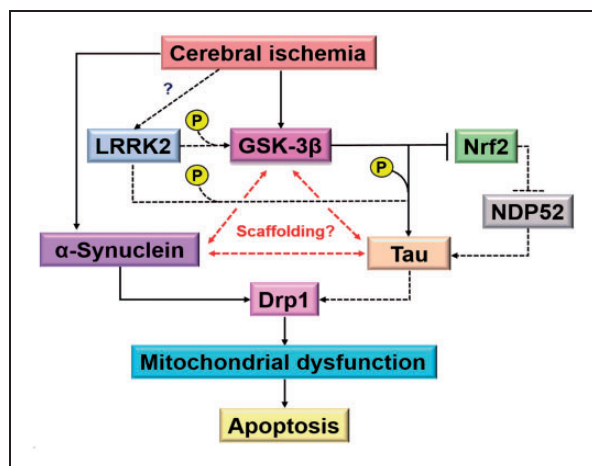 Cerebral ischemia
?
P
LRRK2
GSK-3β
Nrf2
P
P
NDP52
Scaffolding?
α-Synuclein
Tau
Drp1
Mitochondrial dysfunction
Apoptosis